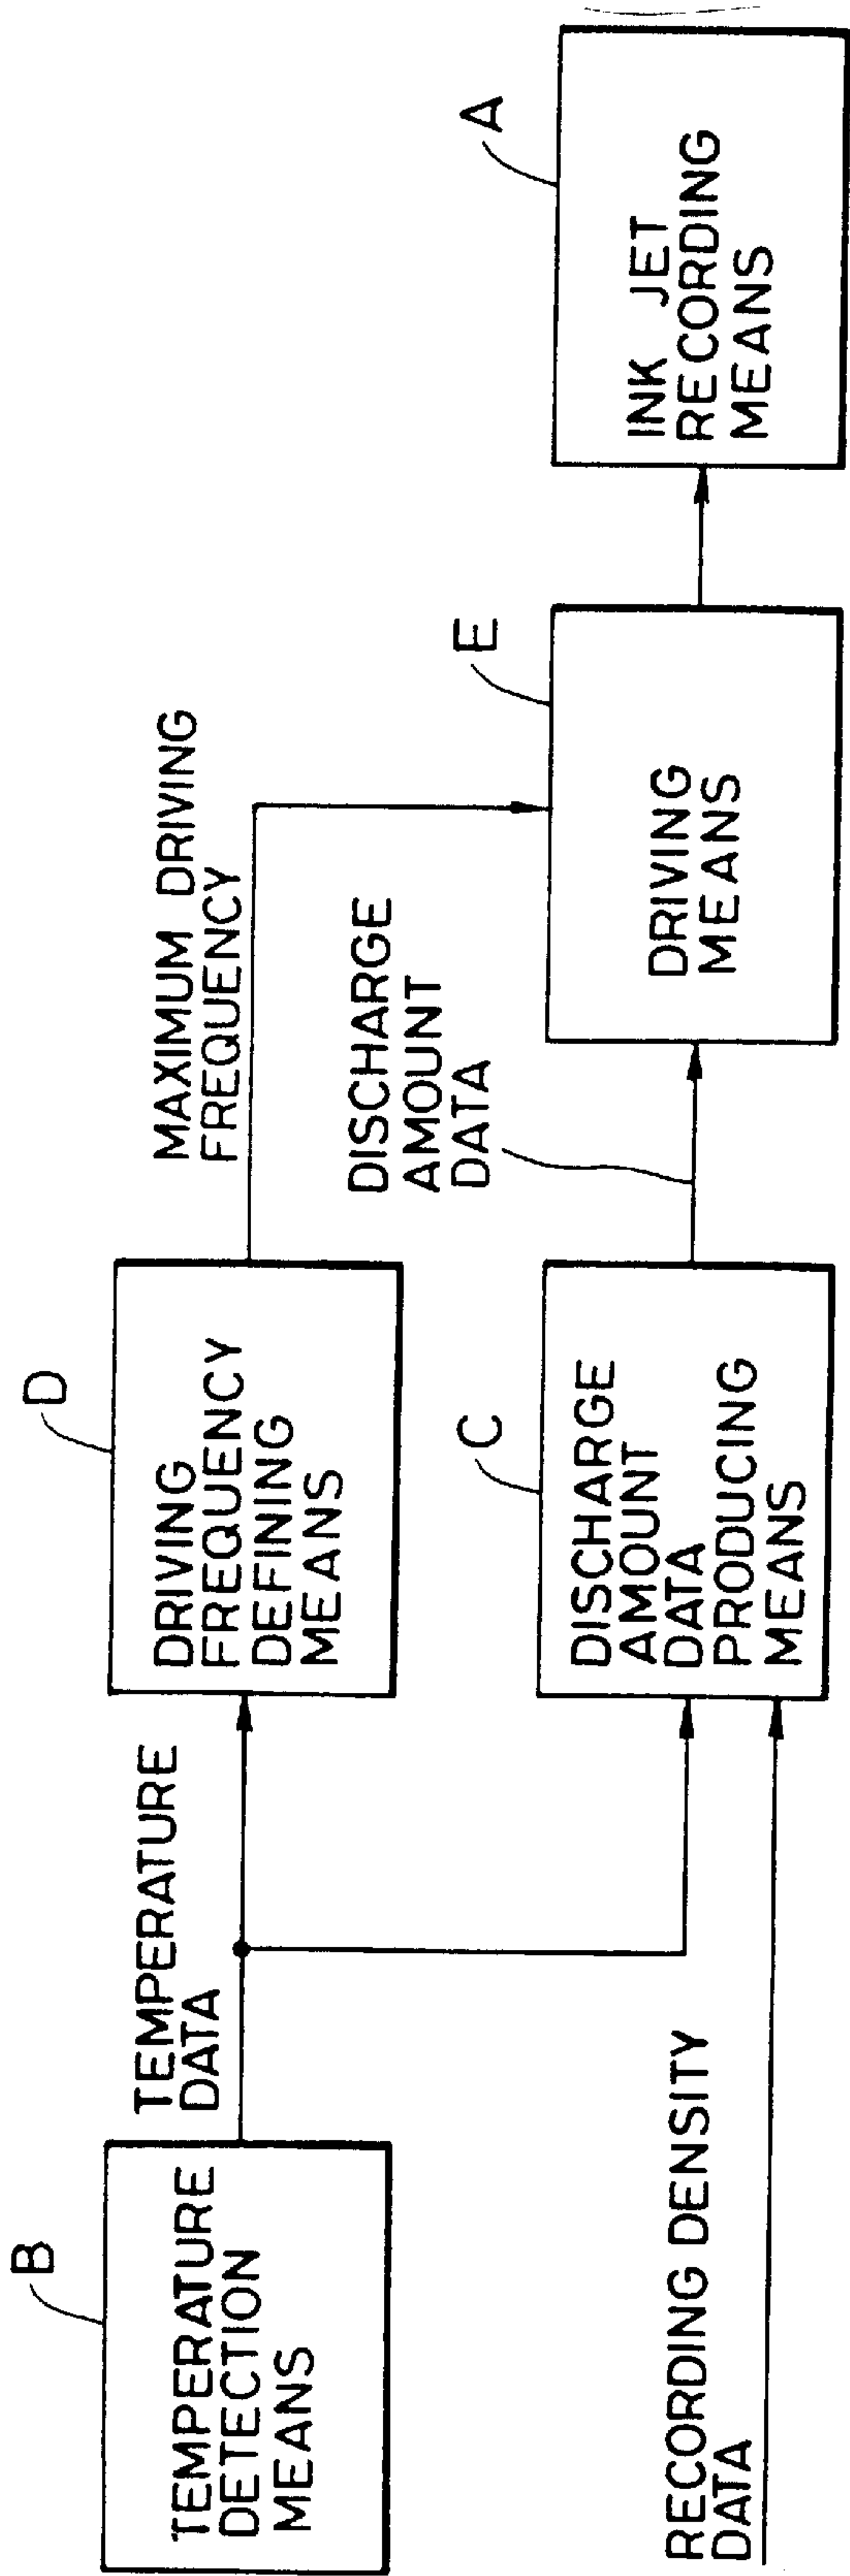 B
TEMPERATURE
DETECTION
MEANS
TEMPERATURE
DATA
RECORDING DENSITY
DATA
D
DRIVING
FREQUENCY
DEFINING
MEANS
C
DISCHARGE
AMOUNT
DATA
PRODUCING
MEANS
MAXIMUM DRIVING
FREQUENCY
DISCHARGE
AMOUNT
DATA
E
DRIVING
MEANS
A
INK JET
RECORDING
MEANS